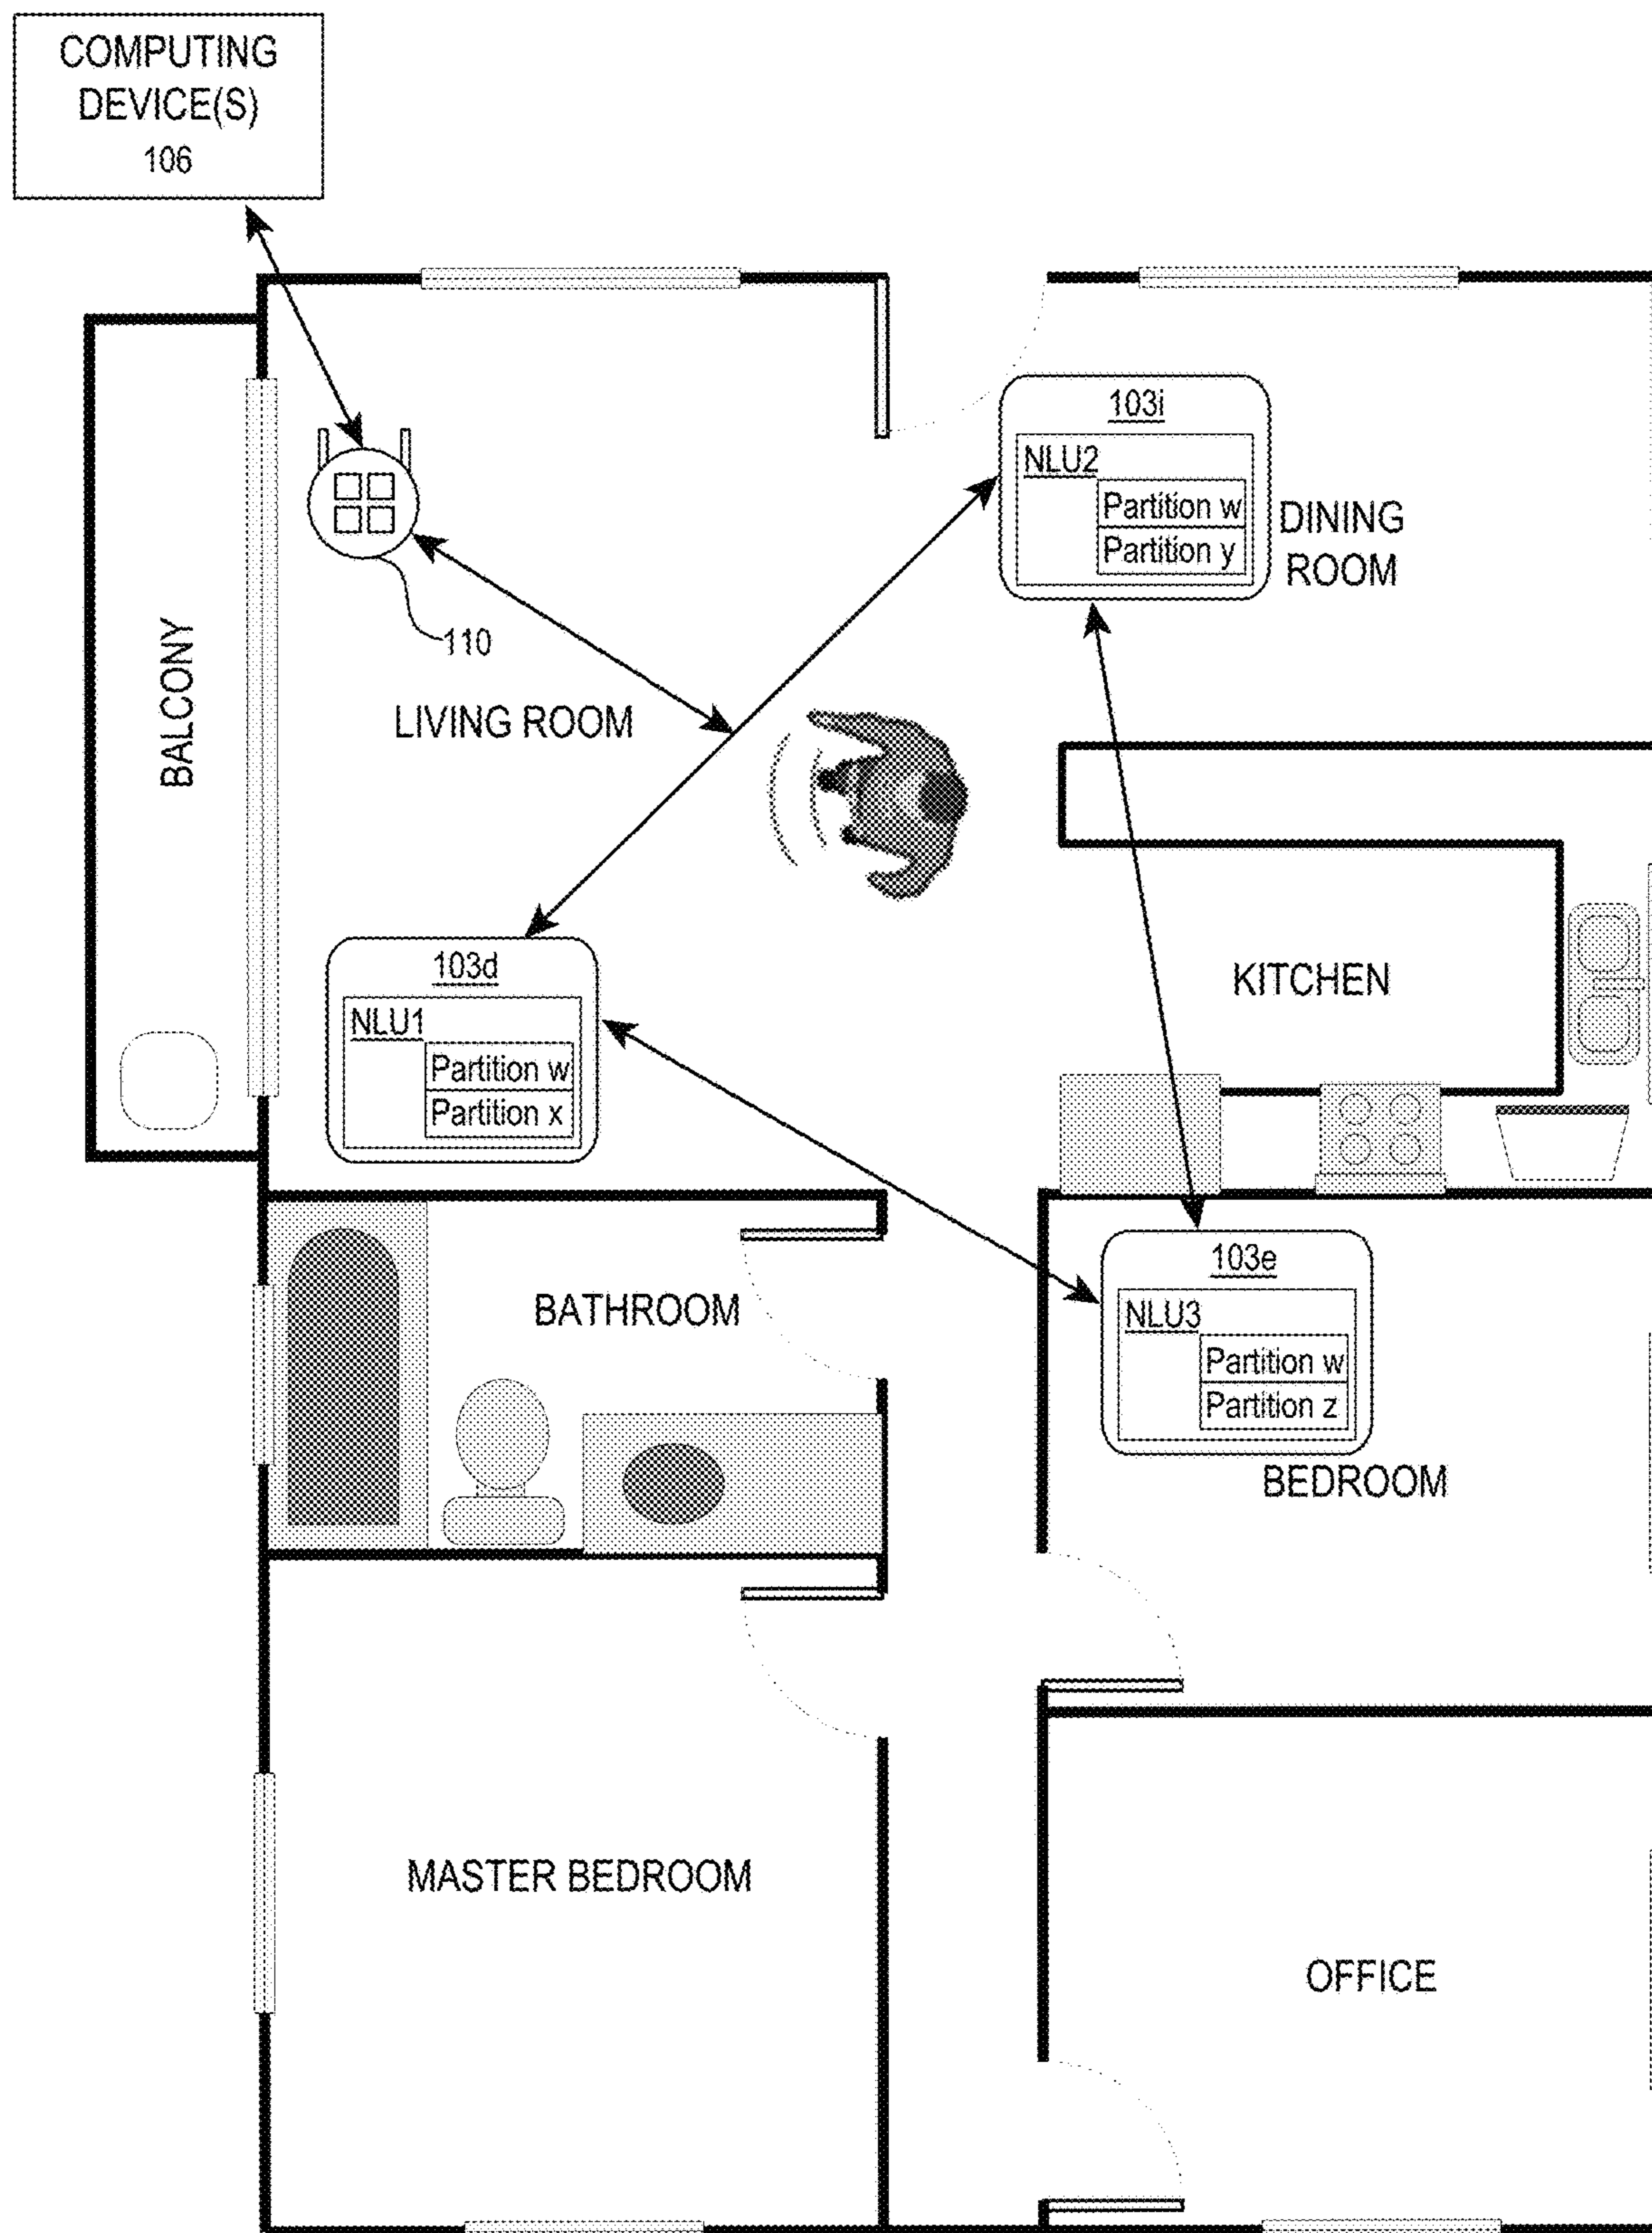 COMPUTING
DEVICE(S)
106
103i
NLU2
Partition w
Partition y
DINING
ROOM
110
BALCONY
LIVING ROOM
103d
NLU1
Partition w
Partition x
KITCHEN
103e
NLU3
Partition w
Partition z
BATHROOM
BEDROOM
MASTER BEDROOM
OFFICE